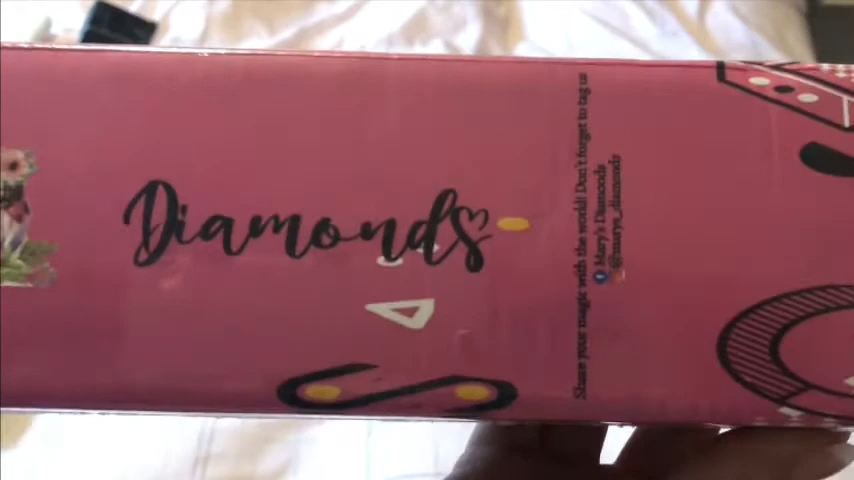 Diamonds
Share your magic with the world! Don't forget to tag us
Mary's Diamonds
@marys_diamonds